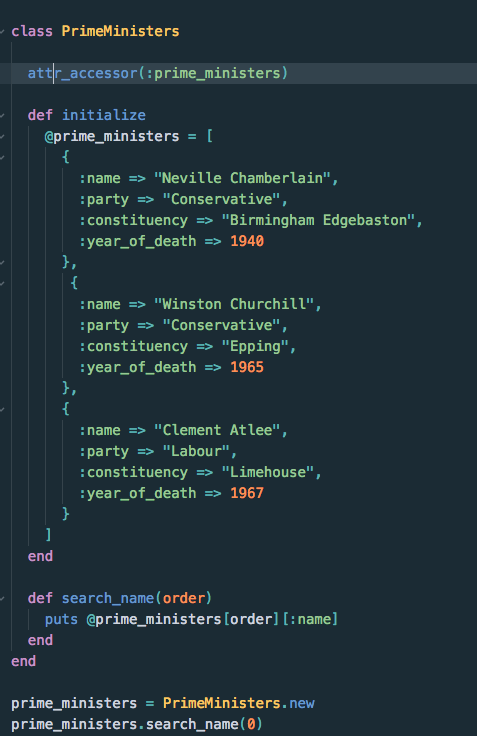 class PrimeMinisters
attr_accessor(:prime_ministers)
def initialize
@prime_ministers = [
{
:name => "Neville Chamberlain",
:party => "Conservative",
:constituency => "Birmingham Edgebaston",
:year_of_death => 1940
},
{
:name => "Winston Churchill",
:party => "Conservative",
:constituency => "Epping",
:year_of_death => 1965
},
{
:name => "Clement Atlee",
:party => "Labour",
:constituency => "Limehouse",
:year_of_death => 1967
}
]
end
def search_name(order)
puts @prime_ministers[order][:name]
end
end
prime_ministers = PrimeMinisters.new
prime_ministers.search_name(0)